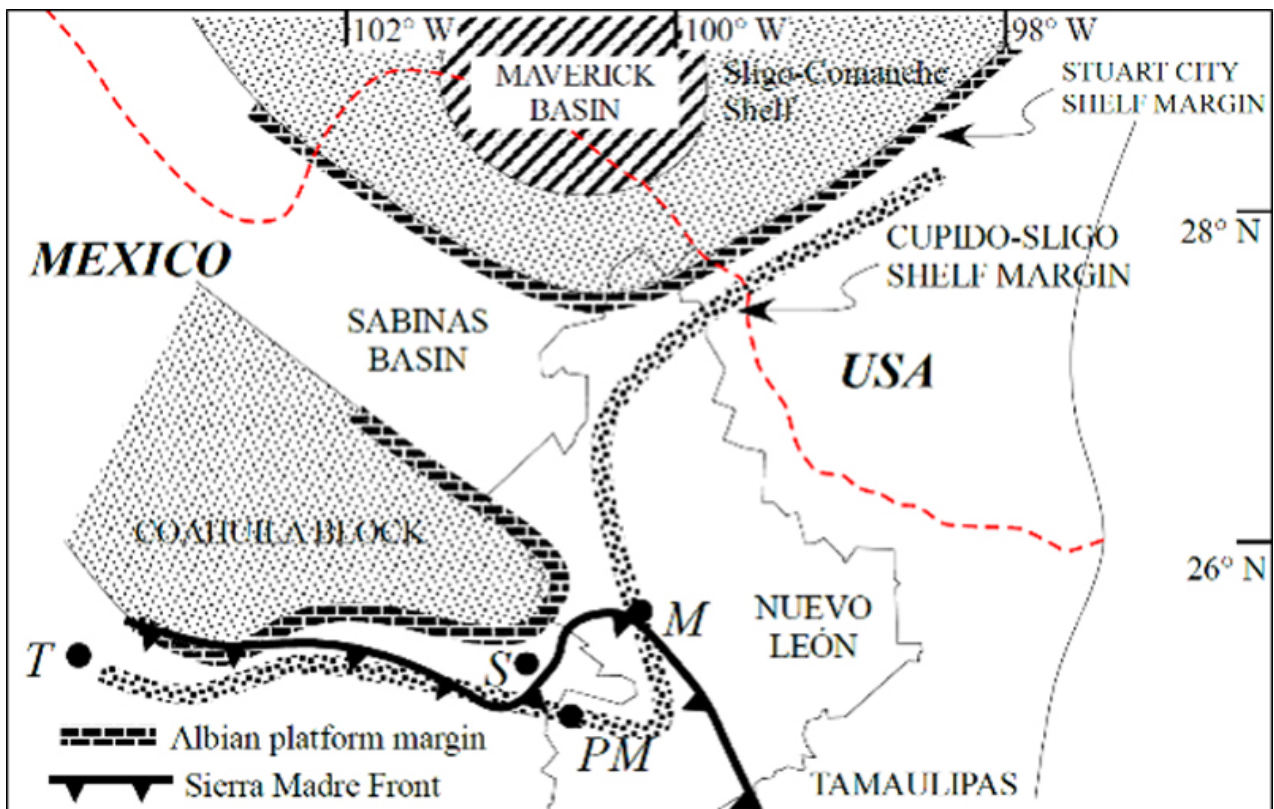 102° W
100° W
98° W
MAVERICK
BASIN
Sligo-Comanche
Shelf
STUART CITY
SHELF MARGIN
28° N
MEXICO
CUPIDO-SLIGO
SHELF MARGIN
SABINAS
BASIN
USA
COAHUILA BLOCK
26° N
NUEVO
LEÓN
M
T
S
PM
Albian platform margin
Sierra Madre Front
TAMAULIPAS